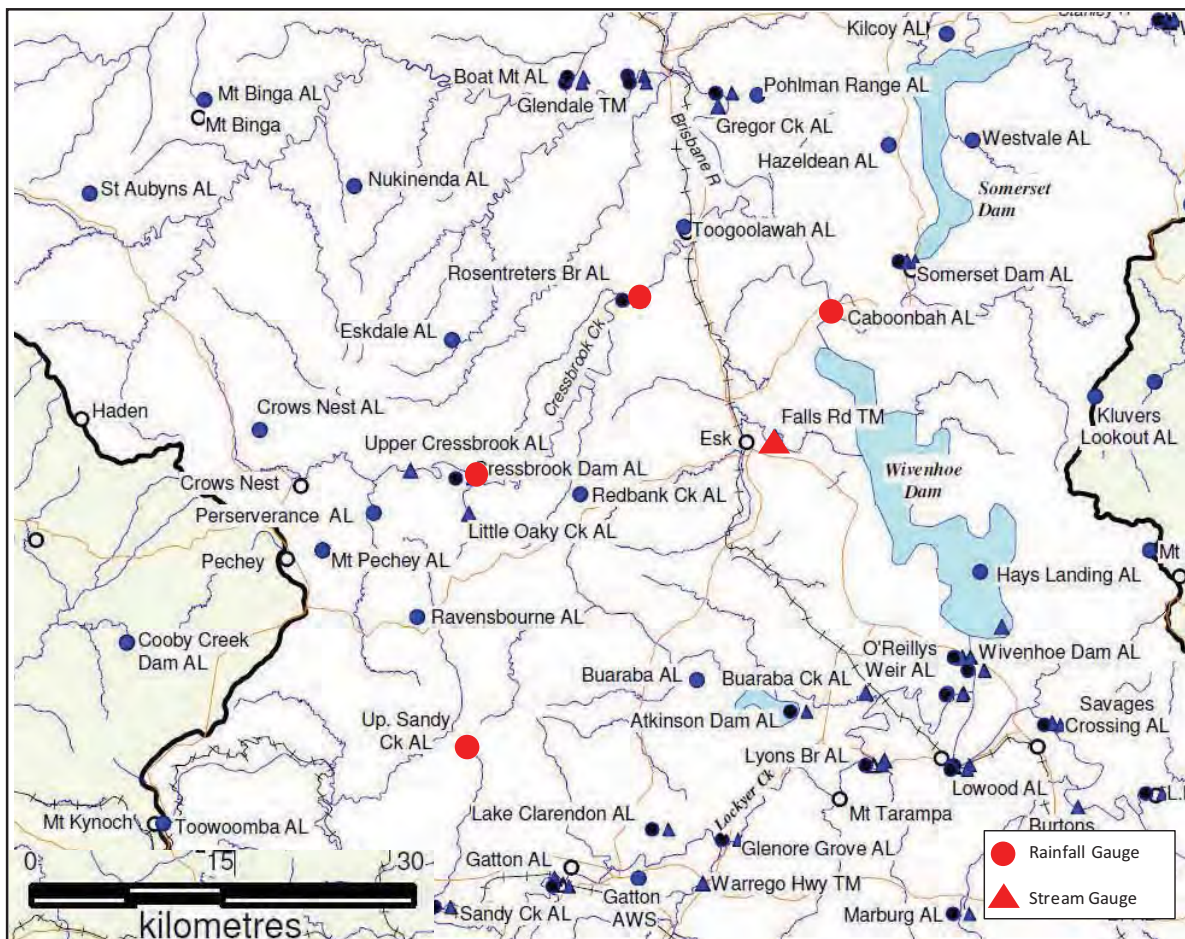 Stanley R
Kilcoy AL
Boat Mt AL
Glendale TM
Mt Binga AL
Mt Binga
Pohlman Range AL
Gregor Ck AL
Brisbane R
Hazeldean AL
Westvale AL
St Aubyns AL
Nukinenda AL
Somerset
Dam
Toogoolawah AL
Rosentreters Br AL
Somerset Dam AL
Eskdale AL
Cressbrook Ck
Caboonbah AL
Haden
Crows Nest AL
Falls Rd TM
Kluvers
Lookout AL
Upper Cressbrook AL
Esk
Cressbrook Dam AL
Wivenhoe
Dam
Crows Nest
Redbank Ck AL
Perserverance AL
Little Oaky Ck AL
Pechey
Mt Pechey AL
Mt
Hays Landing AL
Ravensbourne AL
Cooby Creek
Dam AL
O'Reillys
Weir AL
Wivenhoe Dam AL
Buaraba AL
Buaraba Ck AL
Atkinson Dam AL
Savages
Crossing AL
Up. Sandy
Ck AL
Lyons Br AL
Lowood AL
Lockyer Ck
Mt Tarampa
Lake Clarendon AL
Mt Kynoch
Toowoomba AL
Burtons
Glenore Grove AL
0 15 30
kilometres
Gatton AL
Gatton
AWS
Warrego Hwy TM
Sandy Ck AL
Marburg AL
Rainfall Gauge
Stream Gauge